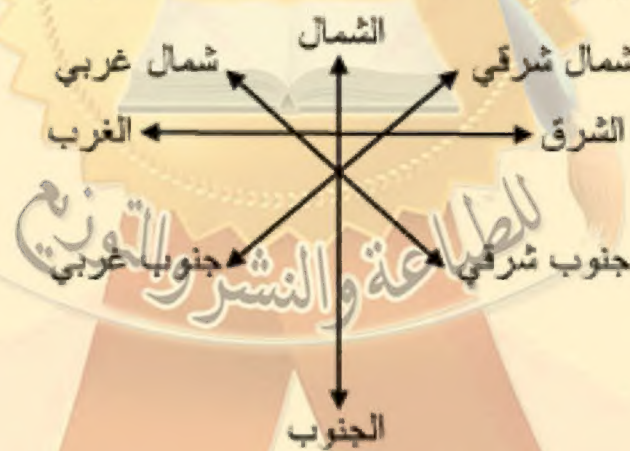 الشمال
شمال شرقي
شمال غربي
الشرق
الغرب
جنوب شرقي
جنوب غربي
للطباعة والنشر والتوزيع
الجنوب